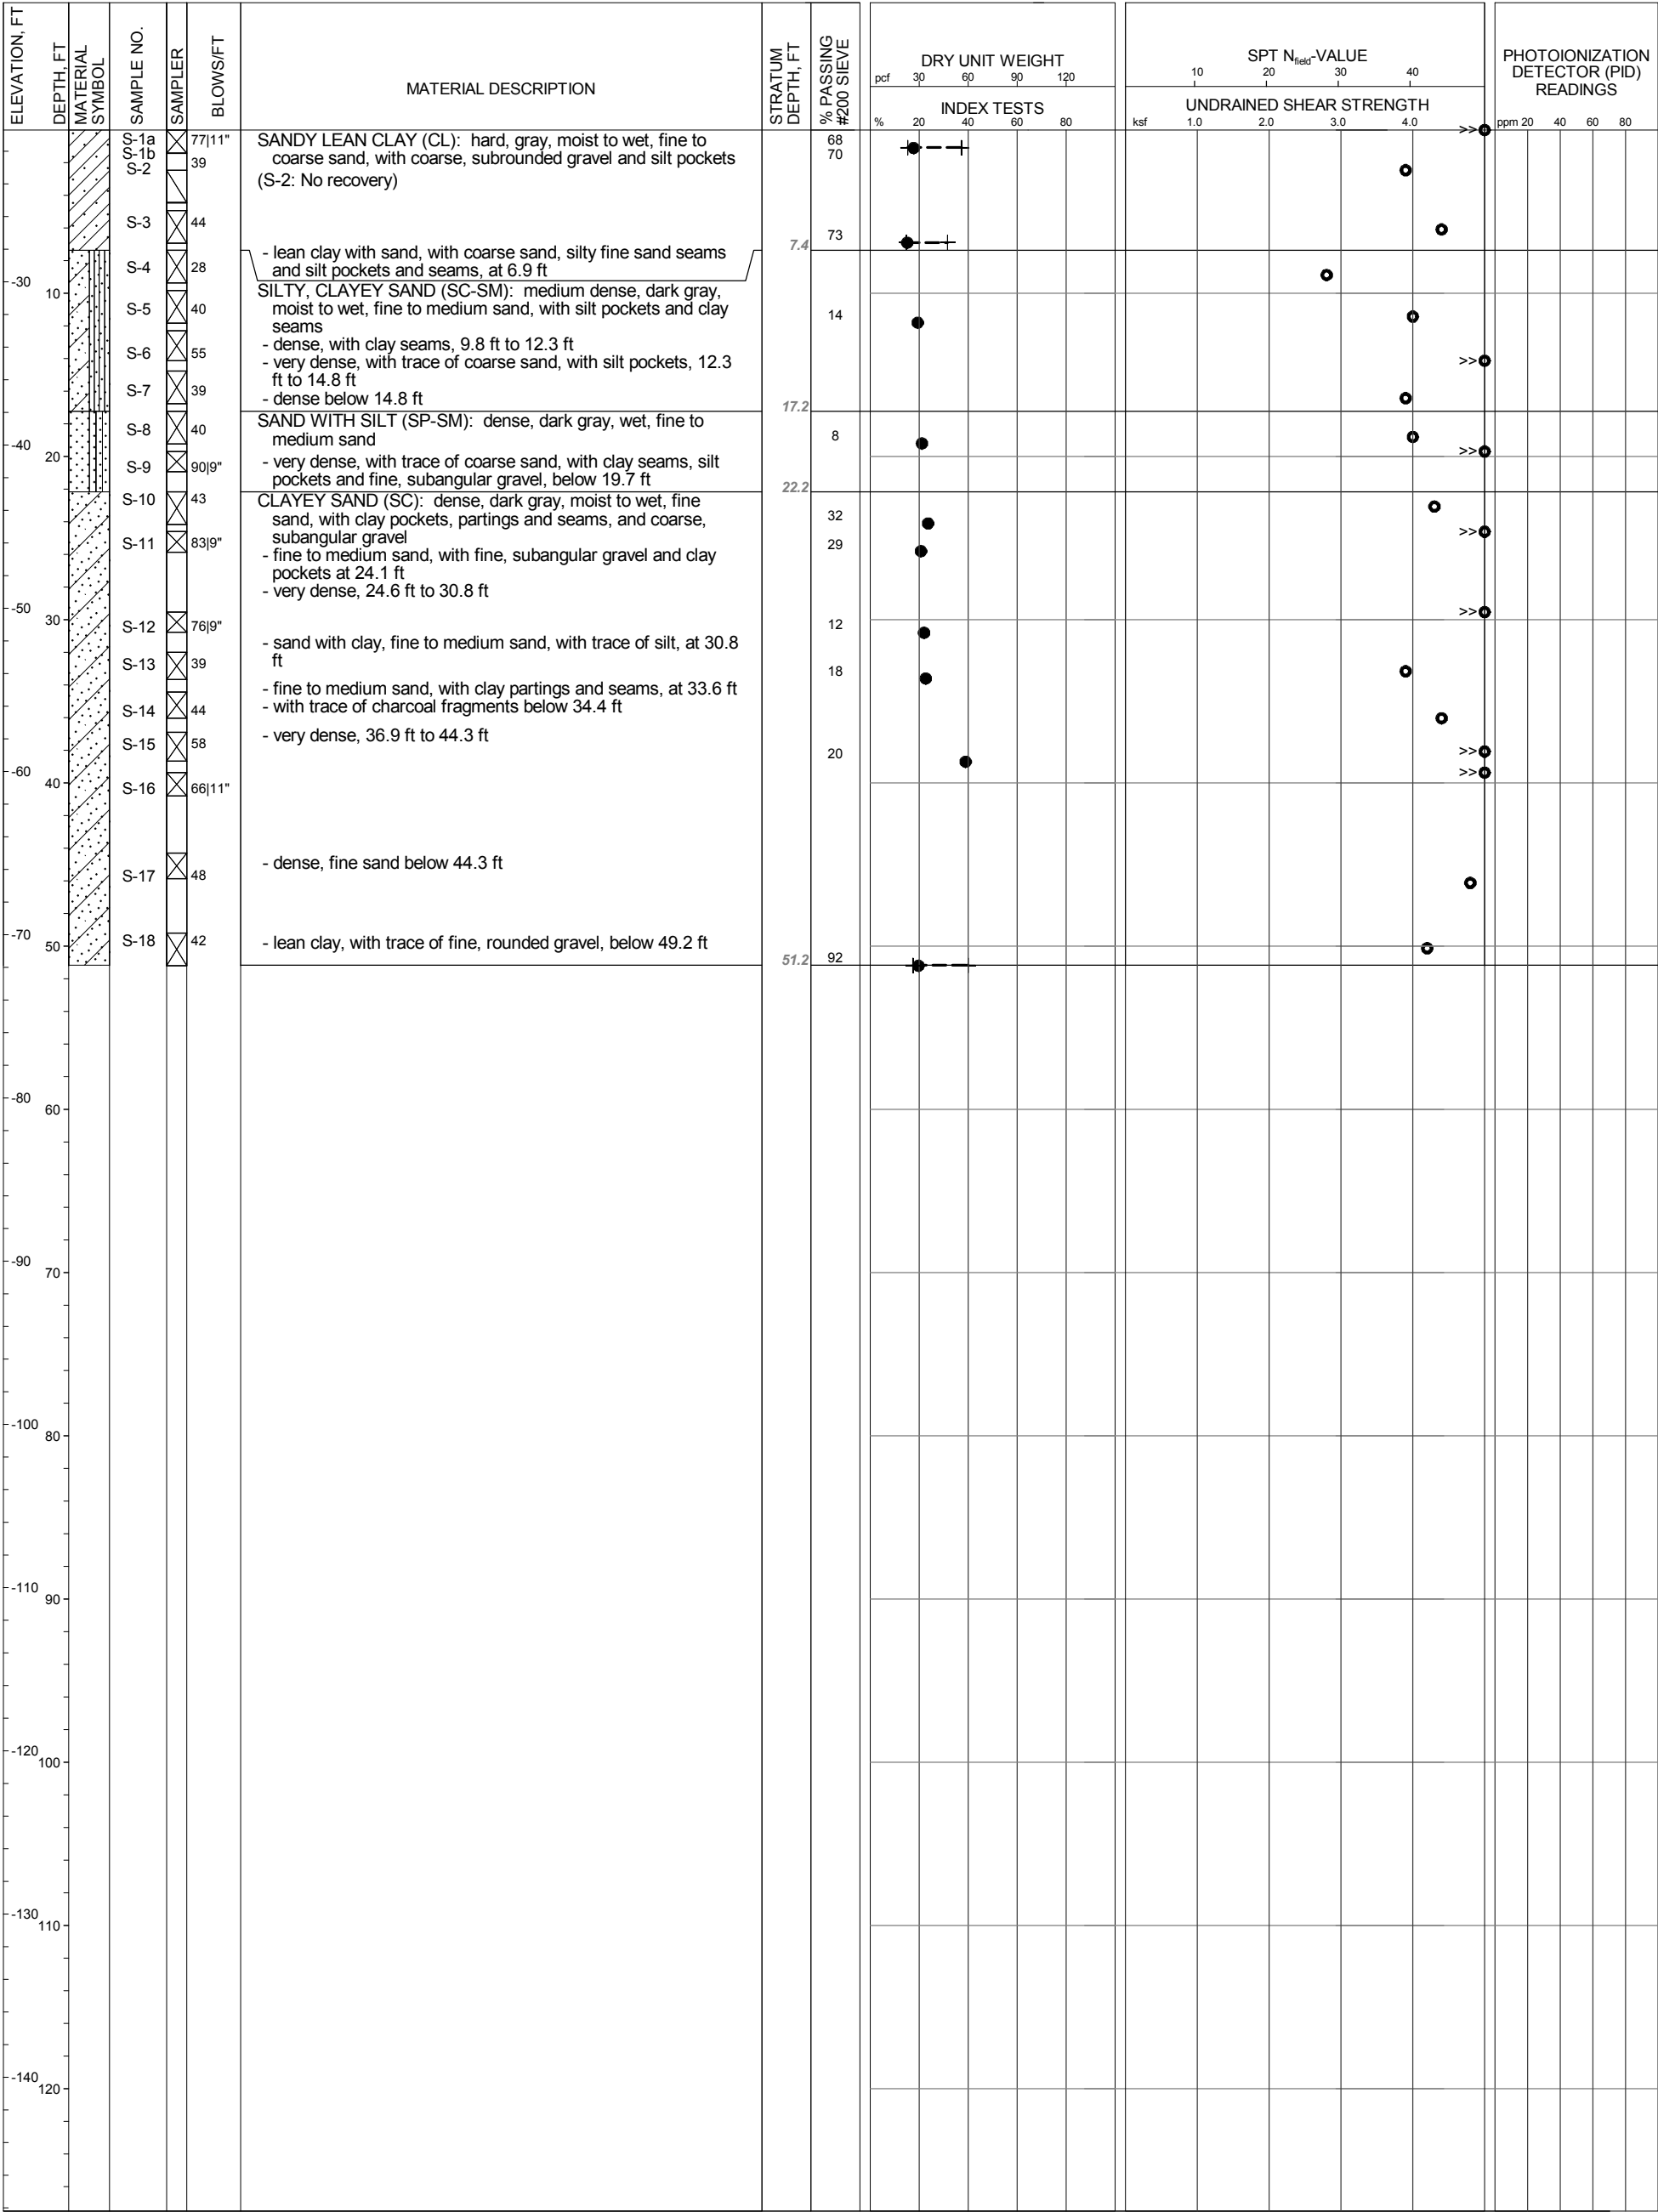 ELEVATION, FT
DEPTH, FT
MATERIAL
SYMBOL
SAMPLE NO.
SAMPLER
BLOWS/FT
MATERIAL DESCRIPTION
STRATUM
DEPTH, FT
% PASSING
#200 SIEVE
DRY UNIT WEIGHT
pcf 30 60 90 120
INDEX TESTS
% 20 40 60 80
SPT Nfield-VALUE
10 20 30 40
UNDRAINED SHEAR STRENGTH
ksf 1.0 2.0 3.0 4.0
PHOTOIONIZATION
DETECTOR (PID)
READINGS
ppm 20 40 60 80
S-1a 77|11" SANDY LEAN CLAY (CL): hard, gray, moist to wet, fine to 68 >>
S-1b 39 coarse sand, with coarse, subrounded gravel and silt pockets 70
S-2
(S-2: No recovery)
S-3 44
73
7.4
- lean clay with sand, with coarse sand, silty fine sand seams
S-4 28 and silt pockets and seams, at 6.9 ft
-30
10 SILTY, CLAYEY SAND (SC-SM): medium dense, dark gray,
S-5 40 moist to wet, fine to medium sand, with silt pockets and clay 14
seams
- dense, with clay seams, 9.8 ft to 12.3 ft
S-6 55 - very dense, with trace of coarse sand, with silt pockets, 12.3 >>
ft to 14.8 ft
S-7 39 - dense below 14.8 ft
17.2
SAND WITH SILT (SP-SM): dense, dark gray, wet, fine to
S-8 40 medium sand 8
-40
20 - very dense, with trace of coarse sand, with clay seams, silt >>
S-9 90|9" pockets and fine, subangular gravel, below 19.7 ft
22.2
S-10 43 CLAYEY SAND (SC): dense, dark gray, moist to wet, fine
sand, with clay pockets, partings and seams, and coarse, 32
subangular gravel >>
S-11 83|9" - fine to medium sand, with fine, subangular gravel and clay 29
pockets at 24.1 ft
- very dense, 24.6 ft to 30.8 ft
-50 >>
30
S-12 76|9" 12
- sand with clay, fine to medium sand, with trace of silt, at 30.8
ft
S-13 39 18
- fine to medium sand, with clay partings and seams, at 33.6 ft
S-14 44 - with trace of charcoal fragments below 34.4 ft
S-15 58 - very dense, 36.9 ft to 44.3 ft 20 >>
-60 >>
40
S-16 66|11"
- dense, fine sand below 44.3 ft
S-17 48
-70
50
S-18 42 - lean clay, with trace of fine, rounded gravel, below 49.2 ft
51.2 92
-80
60
-90
70
-100
80
-110
90
-120
100
-130
110
-140
120